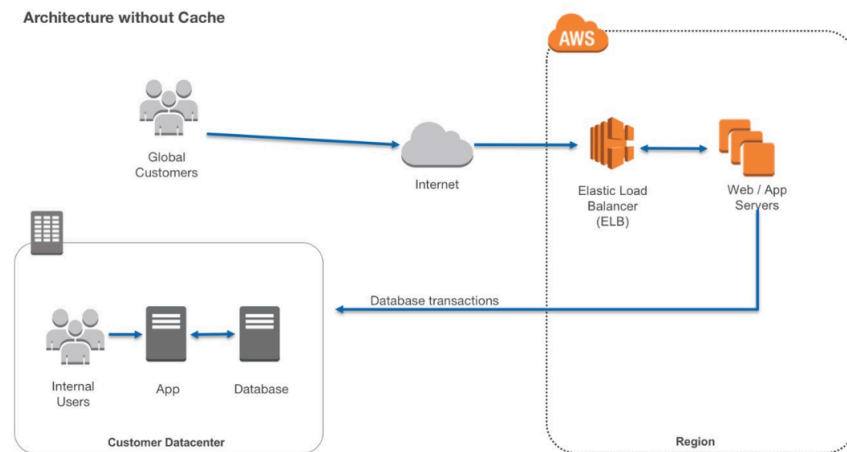 Architecture without Cache
AWS
Global
Customers
Internet
Elastic Load
Balancer
(ELB)
Web / App
Servers
Database transactions
Internal
Users
App
Database
Customer Datacenter
Region